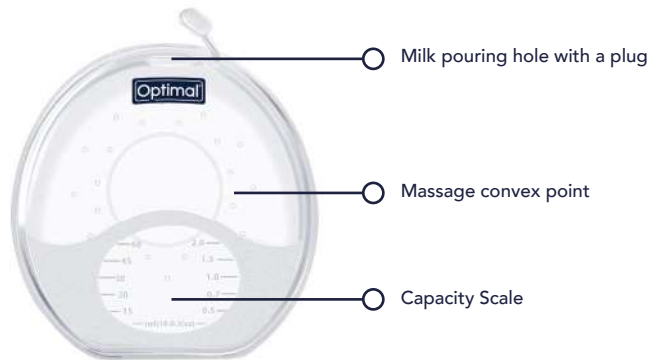 Milk pouring hole with a plug
Optimal
Massage convex point
60 2.0
45 1.5
30 1.0
20 0.7
15 0.5
Capacity Scale